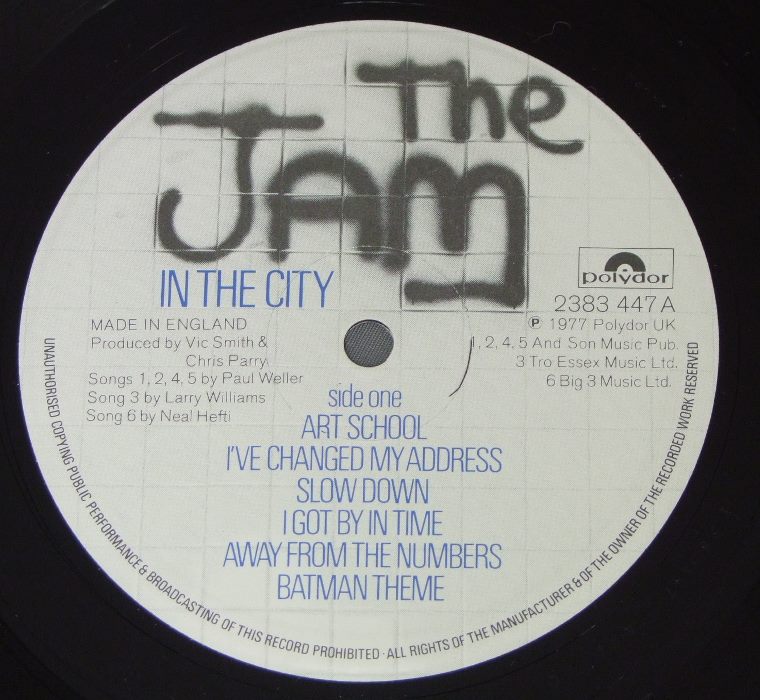 The
JAM
IN THE CITY
polydor
2383 447 A
MADE IN ENGLAND
Produced by Vic Smith &
Chris Parry.
Songs 1, 2, 4, 5 by Paul Weller
Song 3 by Larry Williams
Song 6 by Neal Hefti
℗ 1977 Polydor UK
1, 2, 4, 5 And Son Music Pub.
3 Tro Essex Music Ltd.
6 Big 3 Music Ltd.
side one
ART SCHOOL
I'VE CHANGED MY ADDRESS
SLOW DOWN
I GOT BY IN TIME
AWAY FROM THE NUMBERS
BATMAN THEME
UNAUTHORISED COPYING PUBLIC PERFORMANCE & BROADCASTING OF THIS RECORD PROHIBITED · ALL RIGHTS OF THE MANUFACTURER & OF THE OWNER OF THE RECORDED WORK RESERVED